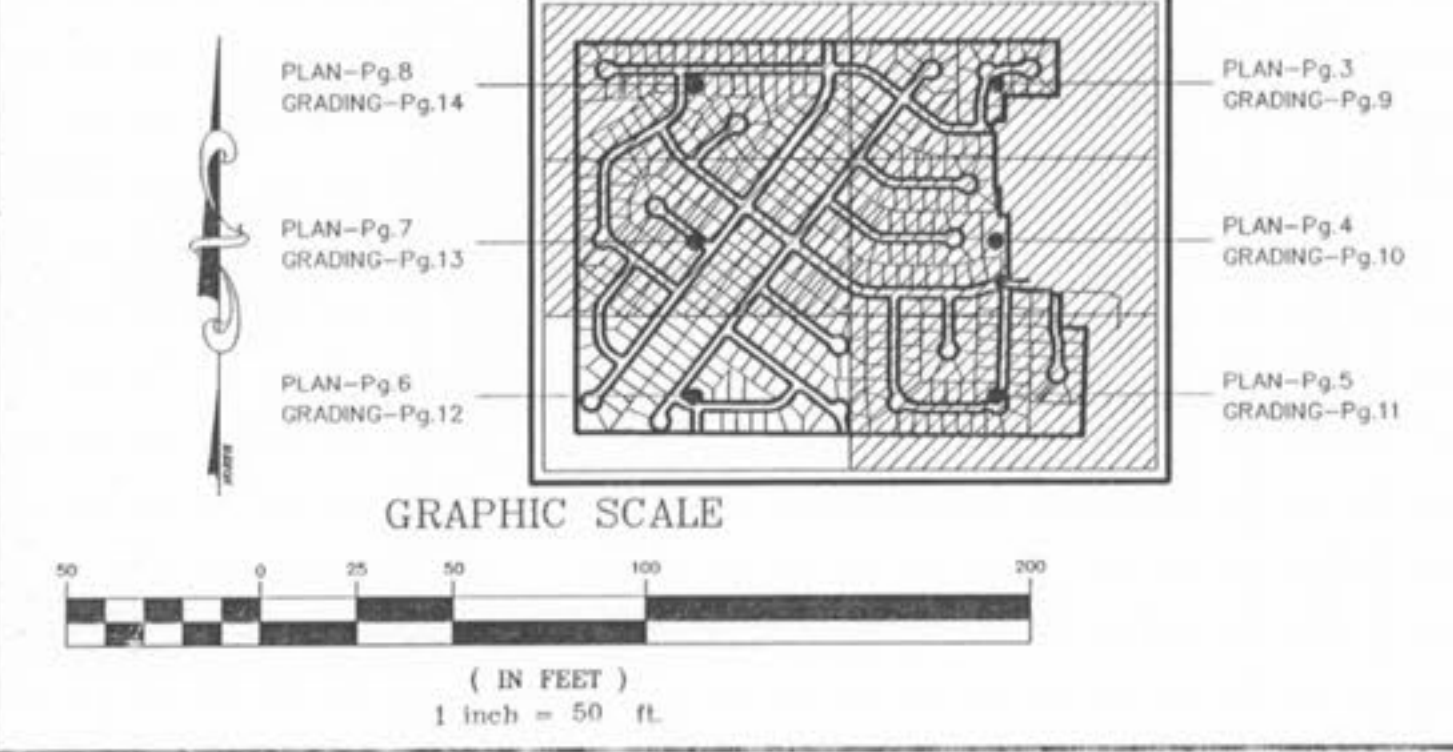 PLAN-Pg.8
GRADING-Pg.14
PLAN-Pg.3
GRADING-Pg.9
PLAN-Pg.7
GRADING-Pg.13
PLAN-Pg.4
GRADING-Pg.10
PLAN-Pg.6
GRADING-Pg.12
PLAN-Pg.5
GRADING-Pg.11
NORTH
GRAPHIC SCALE
50 0 25 50 100 200
( IN FEET )
1 inch = 50 ft.